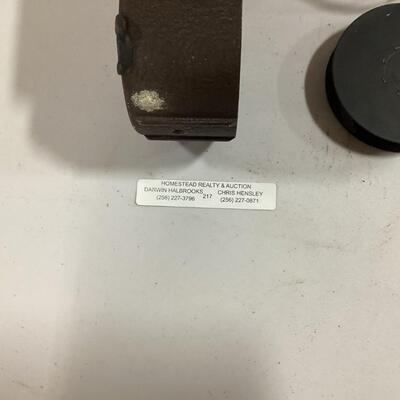 HOMESTEAD REALTY & AUCTION
DARWIN HALBROOKS CHRIS HENSLEY
217
(256) 227-3796 (256) 227-0871